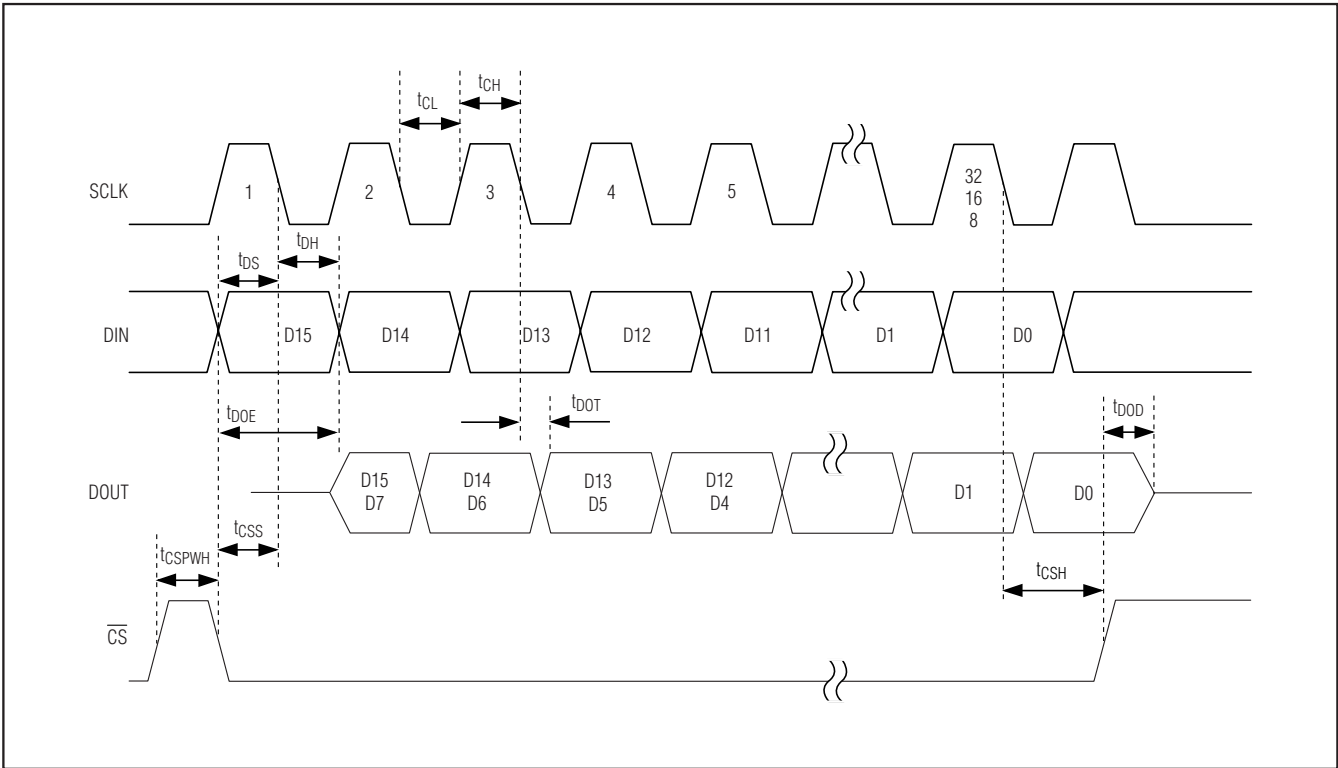 tCH
tCL
SCLK
1
2
3
4
5
32
16
8
tDH
tDS
DIN
D15
D14
D13
D12
D11
D1
D0
tDOE
tDOT
tDOD
DOUT
D15
D7
D14
D6
D13
D5
D12
D4
D1
D0
tCSS
tCSPWH
tCSH
CS